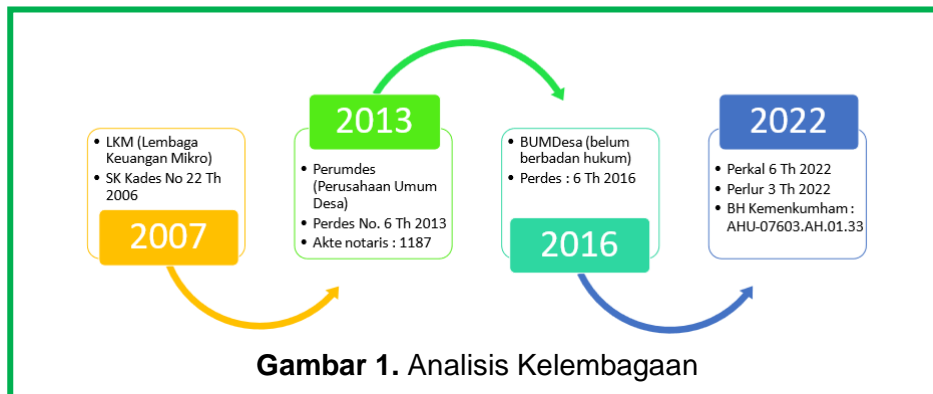 • LKM (Lembaga
Keuangan Mikro)
• SK Kades No 22 Th
2006
2007
2013
• Perumdes
(Perusahaan Umum
Desa)
• Perdes No. 6 Th 2013
• Akte notaris : 1187
• BUMDesa (belum
berbadan hukum)
• Perdes : 6 Th 2016
2016
2022
• Perkal 6 Th 2022
• Perlur 3 Th 2022
• BH Kemenkumham :
AHU-07603.AH.01.33
Gambar 1. Analisis Kelembagaan